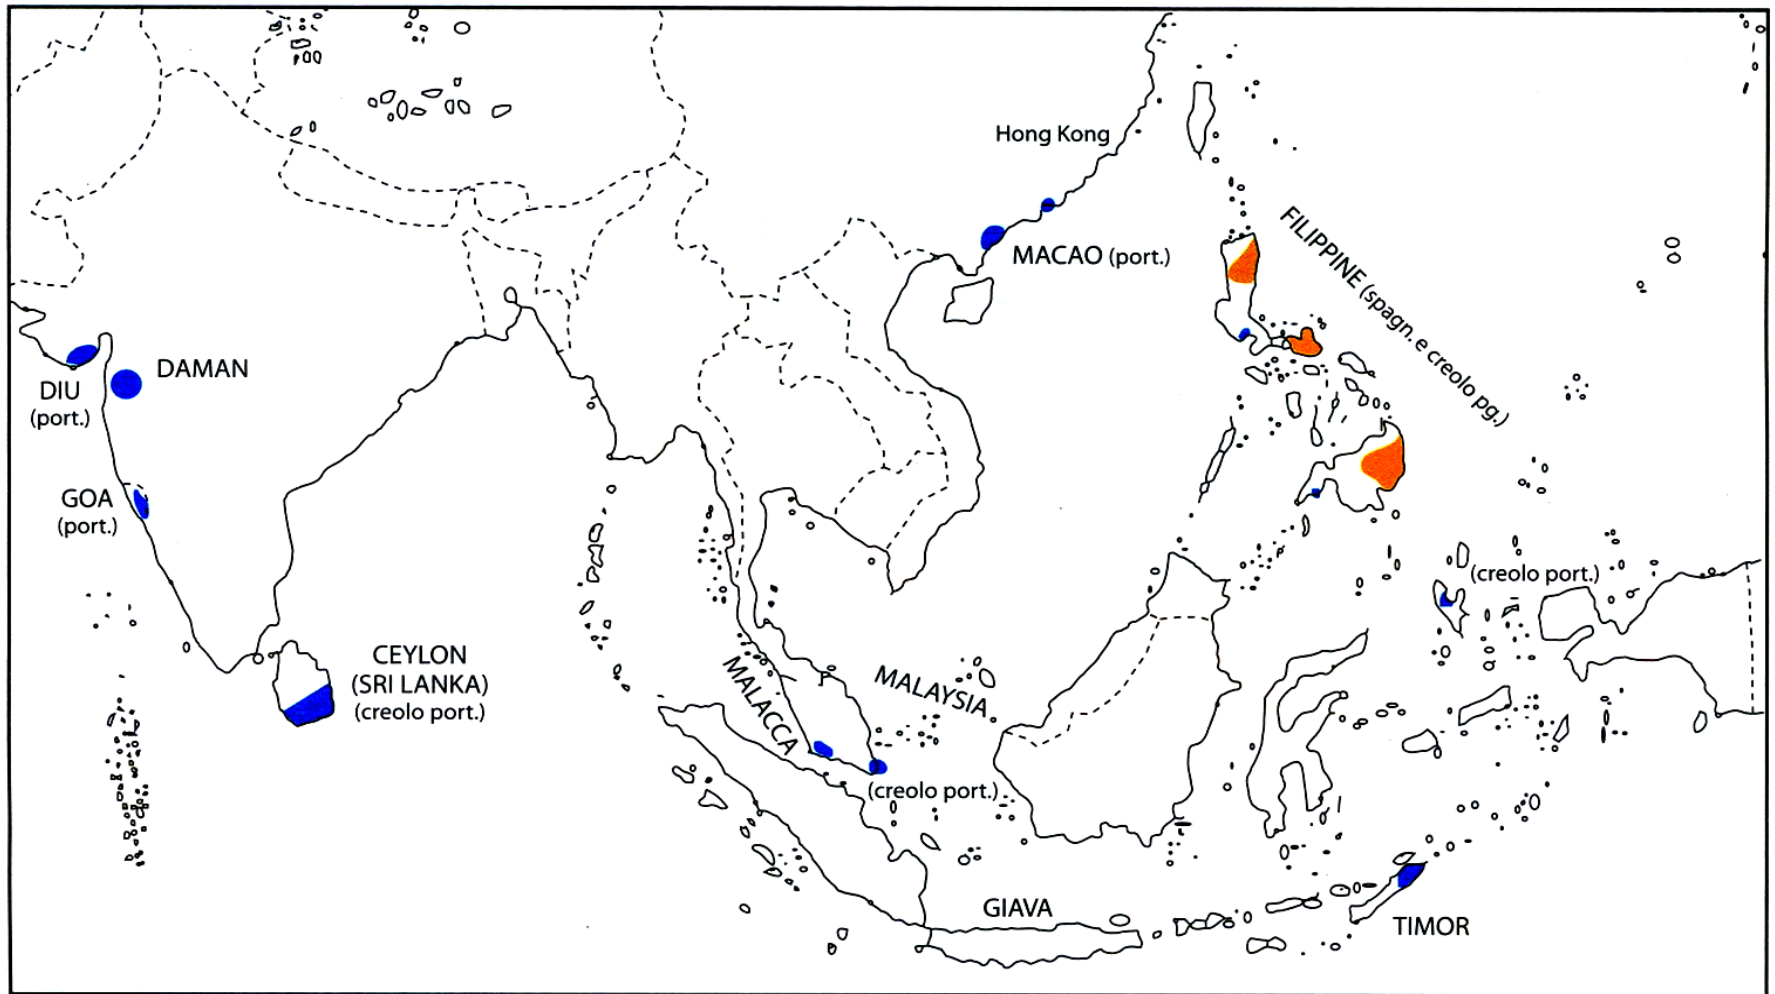 Hong Kong
MACAO (port.)
FILIPPINE (spagn. e creolo pg.)
DIU
(port.)
DAMAN
GOA
(port.)
(creolo port.)
CEYLON
(SRI LANKA)
(creolo port.)
MALACCA
MALAYSIA
(creolo port.)
GIAVA
TIMOR